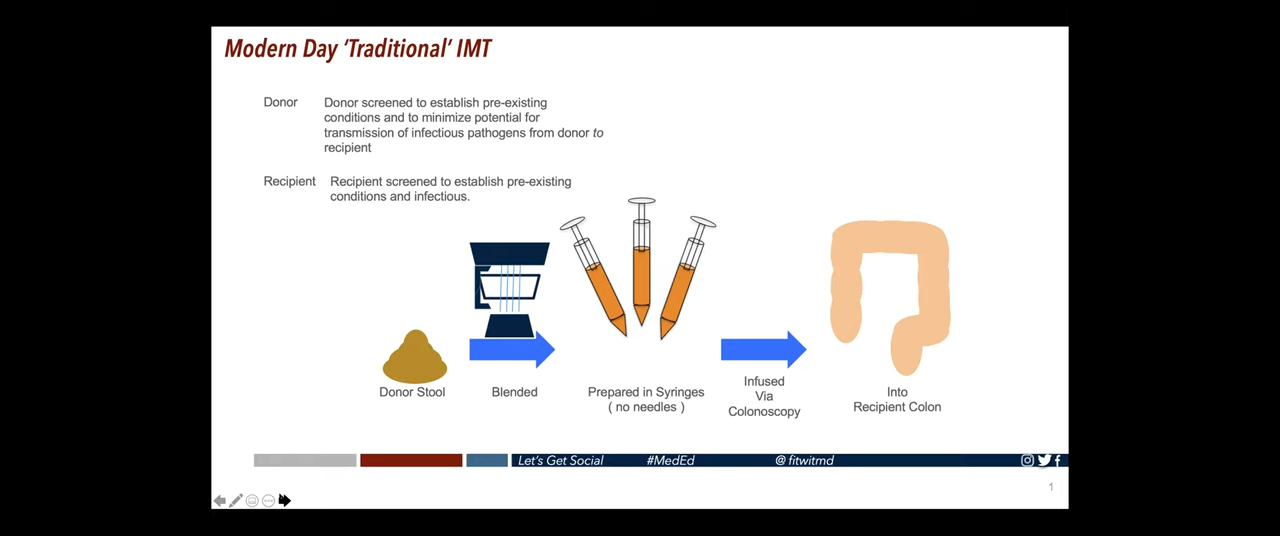 Modern Day ‘Traditional‘ IMT
Donor
Donor screened to establish pre-existing
conditions and to minimize potential for
transmission of infectious pathogens from donor to
recipient
Recipient
Recipient screened to establish pre-existing
conditions and infectious.
Donor Stool
Blended
Prepared in Syringes
( no needles )
Infused
Via
Colonoscopy
Into
Recipient Colon
Let's Get Social
#MedEd
@ fitwitmd
1